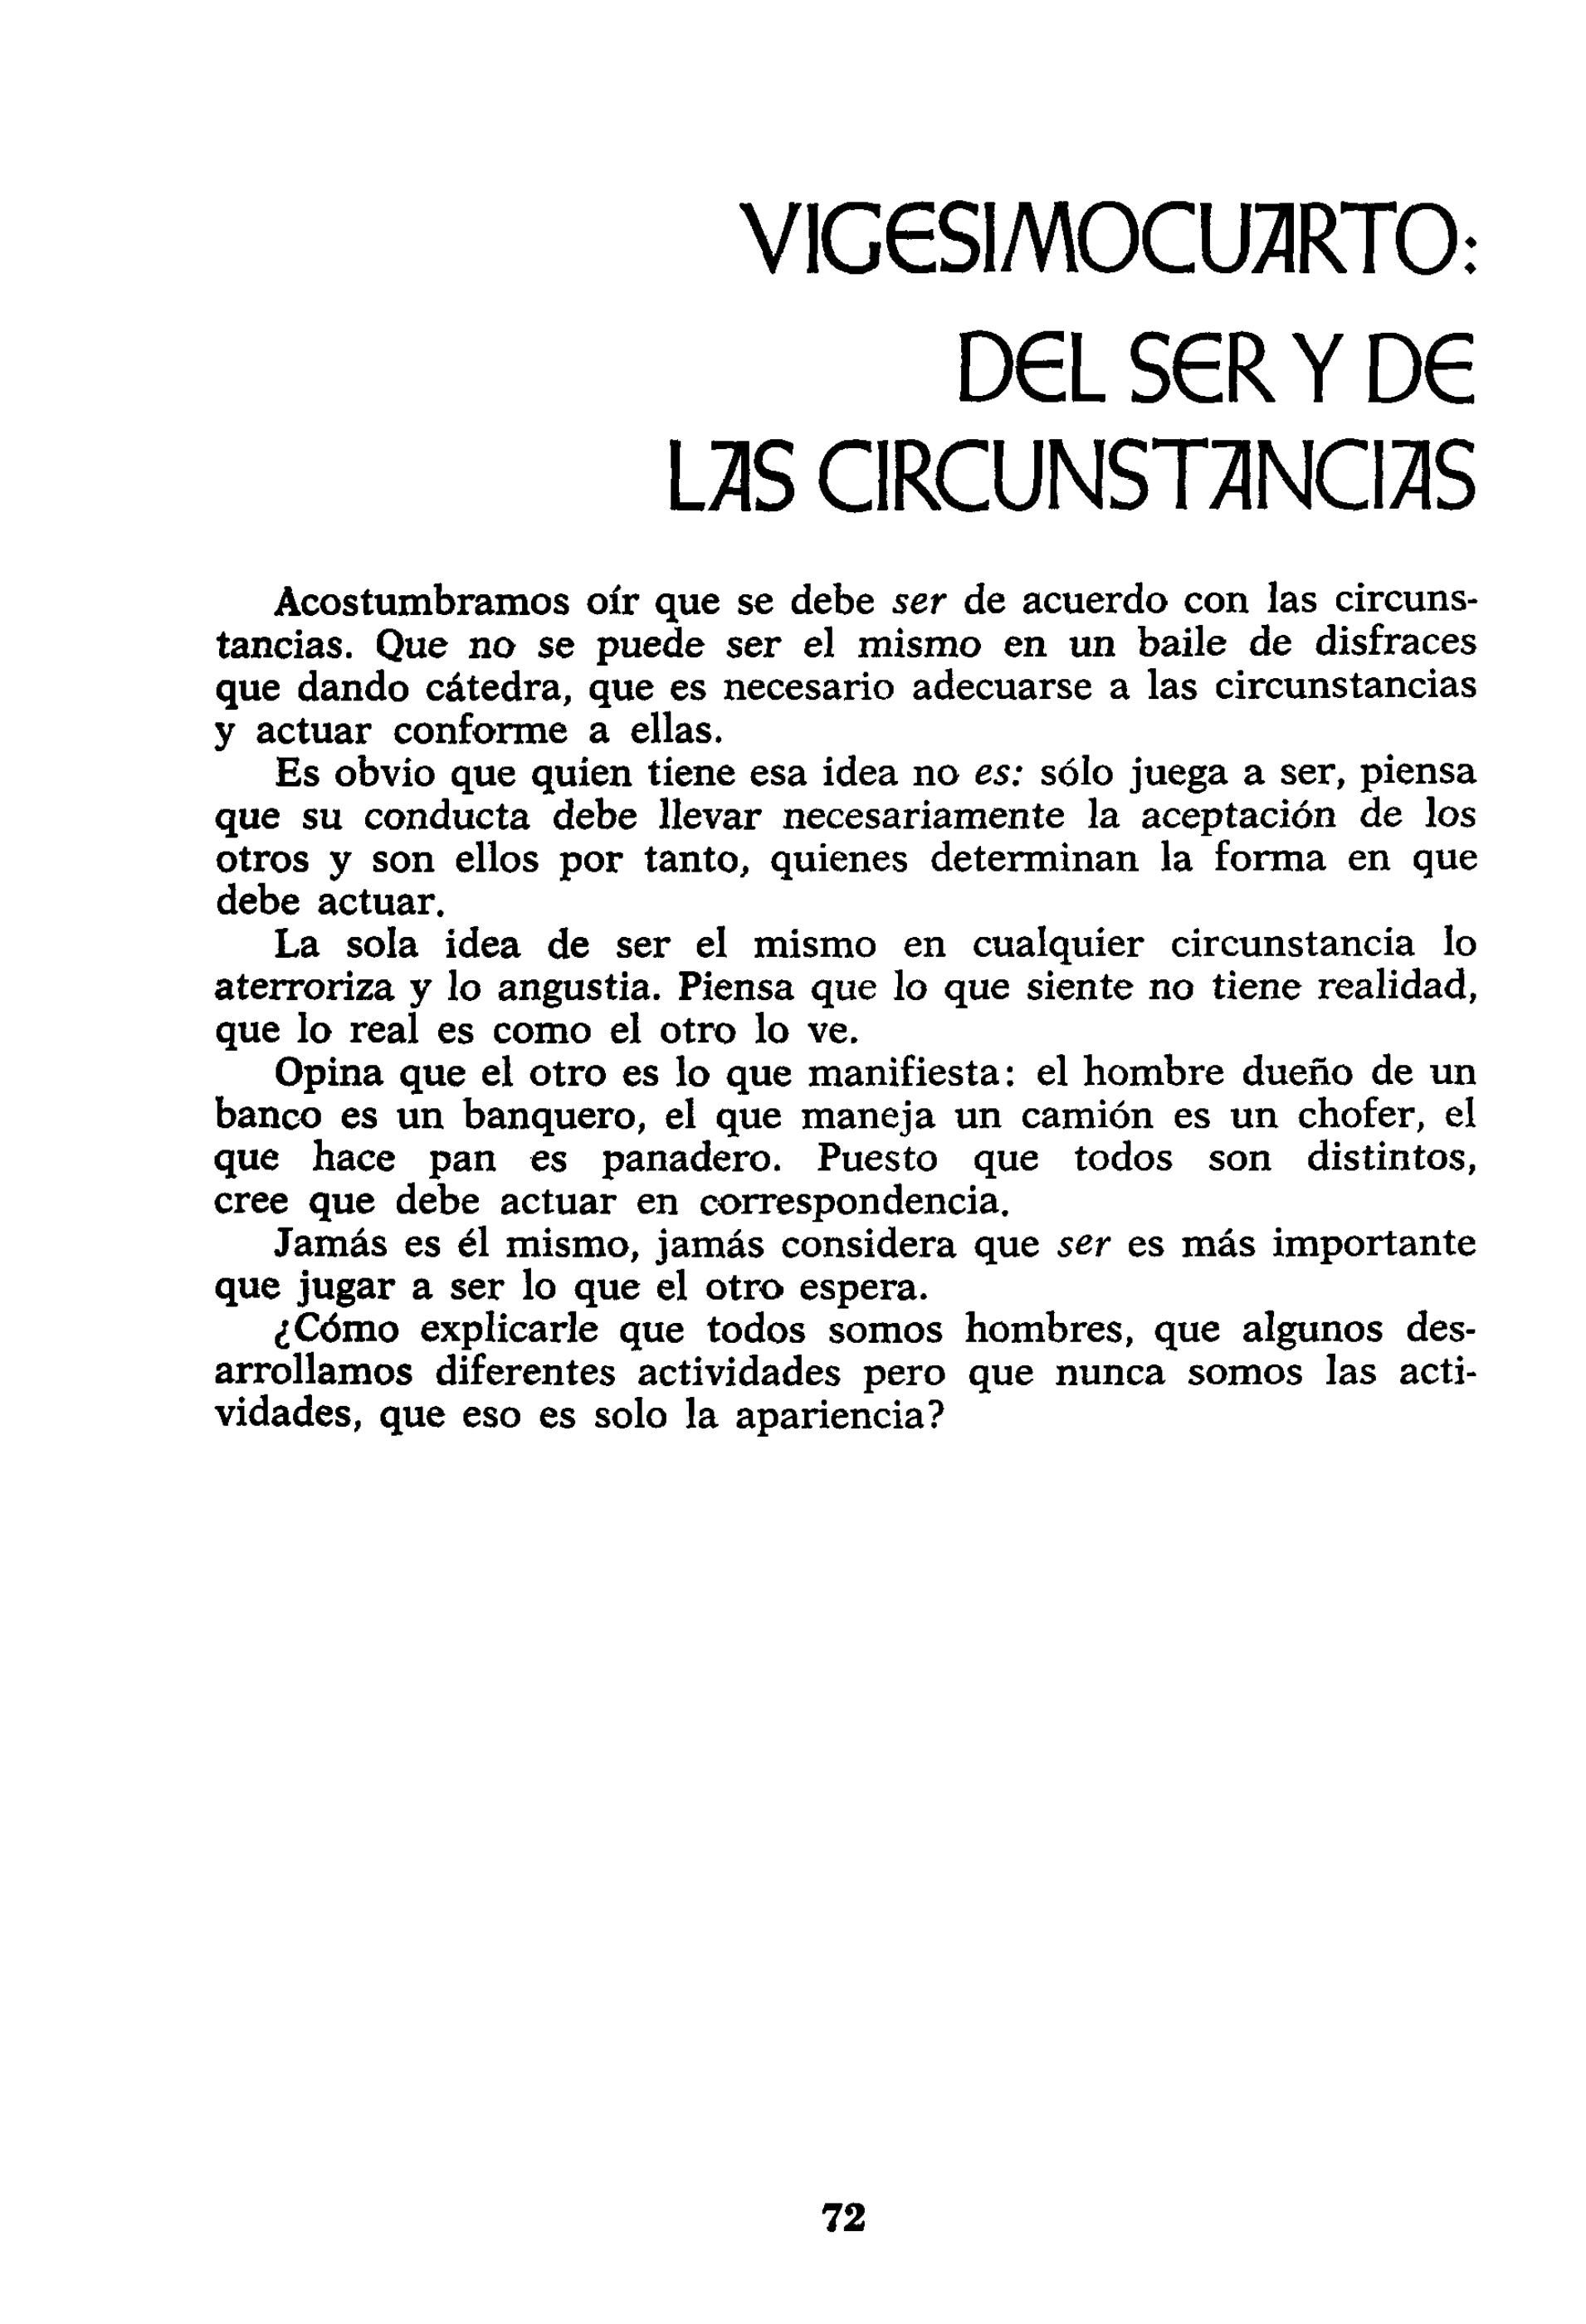 VIGESIMOCUARTO:
DEL SER Y DE
LAS CIRCUNSTANCIAS
Acostumbramos oír que se debe ser de acuerdo con las circuns-
tancias. Que no se puede ser el mismo en un baile de disfraces
que dando cátedra, que es necesario adecuarse a las circunstancias
y actuar conforme a ellas.
Es obvio que quien tiene esa idea no es: sólo juega a ser, piensa
que su conducta debe llevar necesariamente la aceptación de los
otros y son ellos por tanto, quienes determinan la forma en que
debe actuar.
La sola idea de ser el mismo en cualquier circunstancia lo
aterroriza y lo angustia. Piensa que lo que siente no tiene realidad,
que lo real es como el otro lo ve.
Opina que el otro es lo que manifiesta: el hombre dueño de un
banco es un banquero, el que maneja un camión es un chofer, el
que hace pan es panadero. Puesto que todos son distintos,
cree que debe actuar en correspondencia.
Jamás es él mismo, jamás considera que ser es más importante
que jugar a ser lo que el otro espera.
¿Cómo explicarle que todos somos hombres, que algunos des-
arrollamos diferentes actividades pero que nunca somos las acti-
vidades, que eso es solo la apariencia?
72